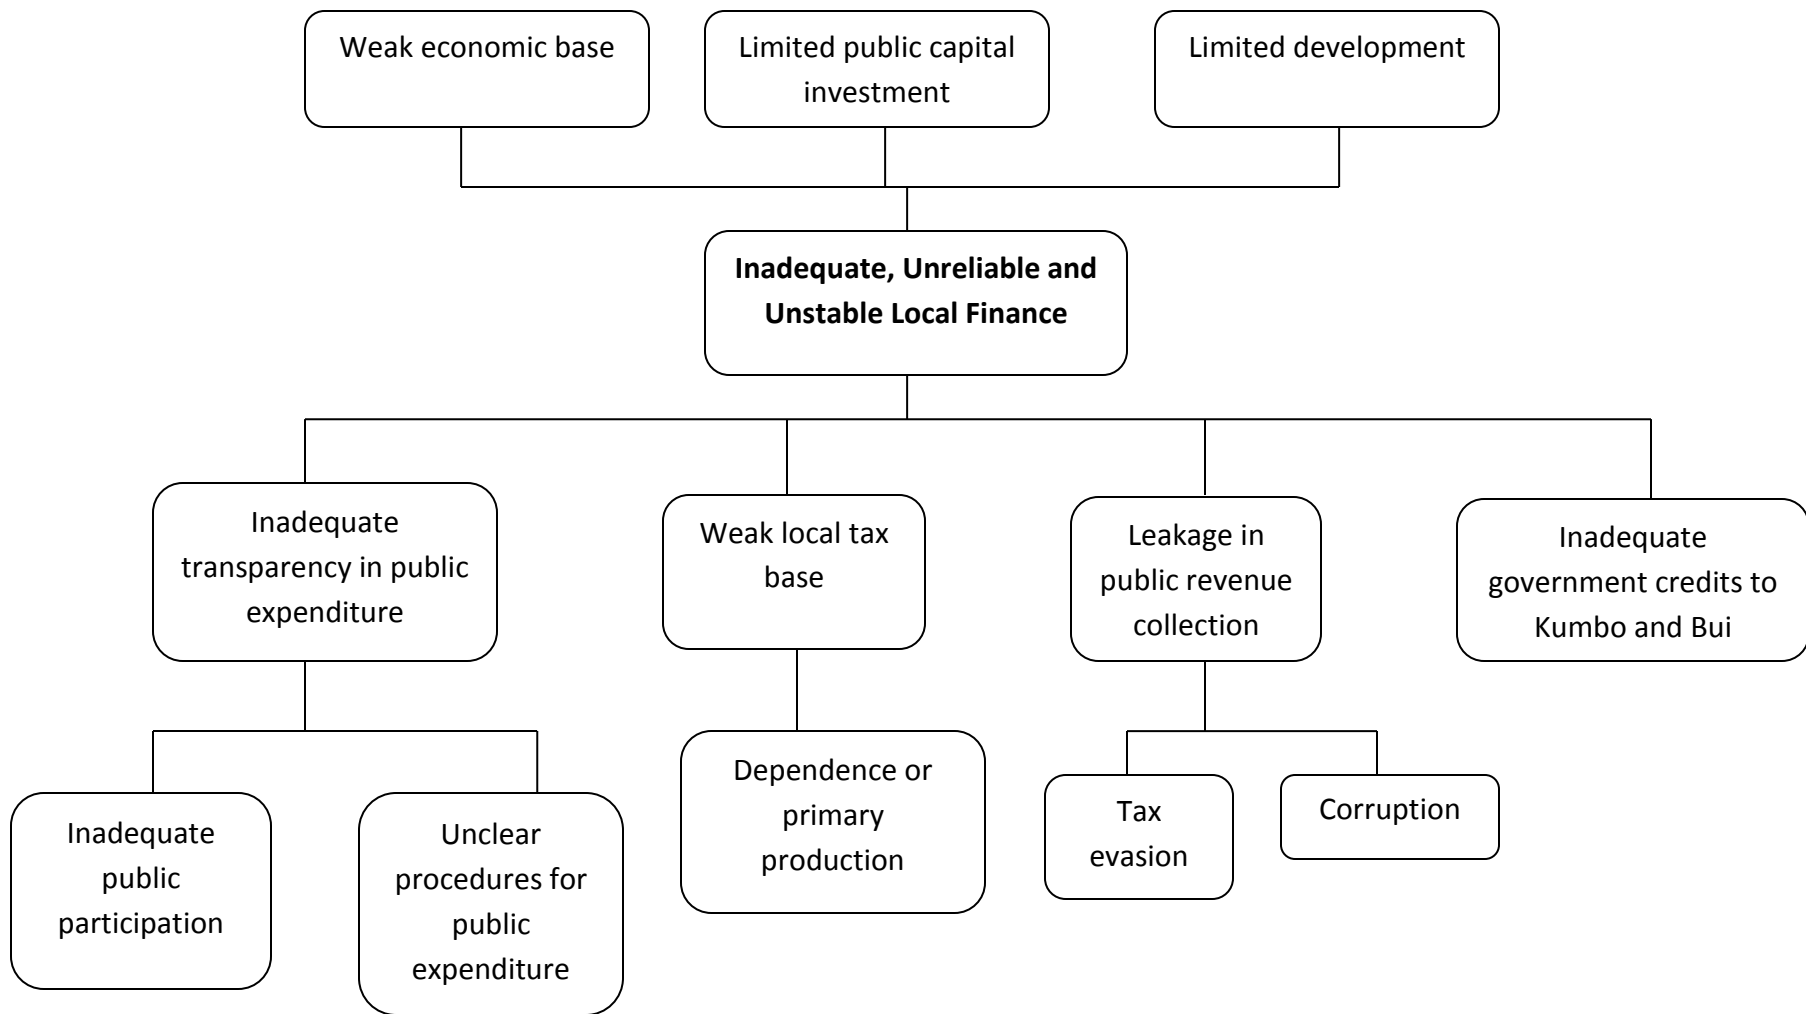 Weak economic base
Limited public capital
investment
Limited development
Inadequate, Unreliable and
Unstable Local Finance
Inadequate
transparency in public
expenditure
Weak local tax
base
Leakage in
public revenue
collection
Inadequate
government credits to
Kumbo and Bui
Inadequate
public
participation
Unclear
procedures for
public
expenditure
Dependence or
primary
production
Tax
evasion
Corruption